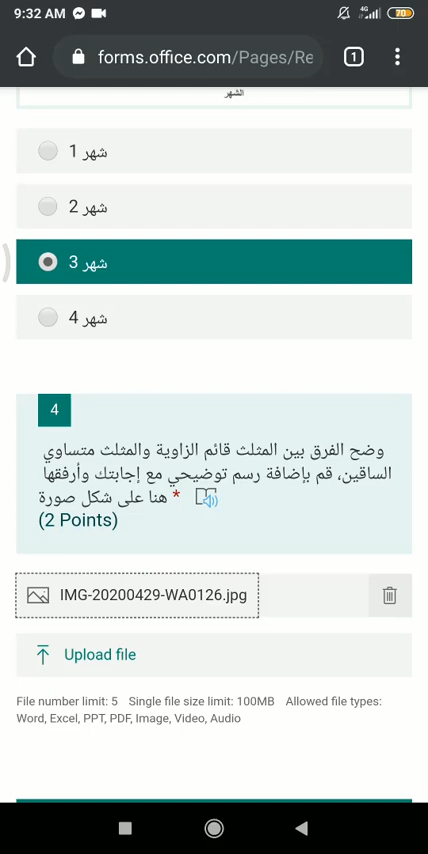 9:32 AM
4G
70
forms.office.com/Pages/Re
1
الشهر
شهر 1
شهر 2
شهر 3
شهر 4
4
وضح الفرق بين المثلث قائم الزاوية والمثلث متساوي
الساقين، قم بإضافة رسم توضيحي مع إجابتك وأرفقها
هنا على شكل صورة *
(2 Points)
IMG-20200429-WA0126.jpg
Upload file
File number limit: 5 Single file size limit: 100MB Allowed file types:
Word, Excel, PPT, PDF, Image, Video, Audio